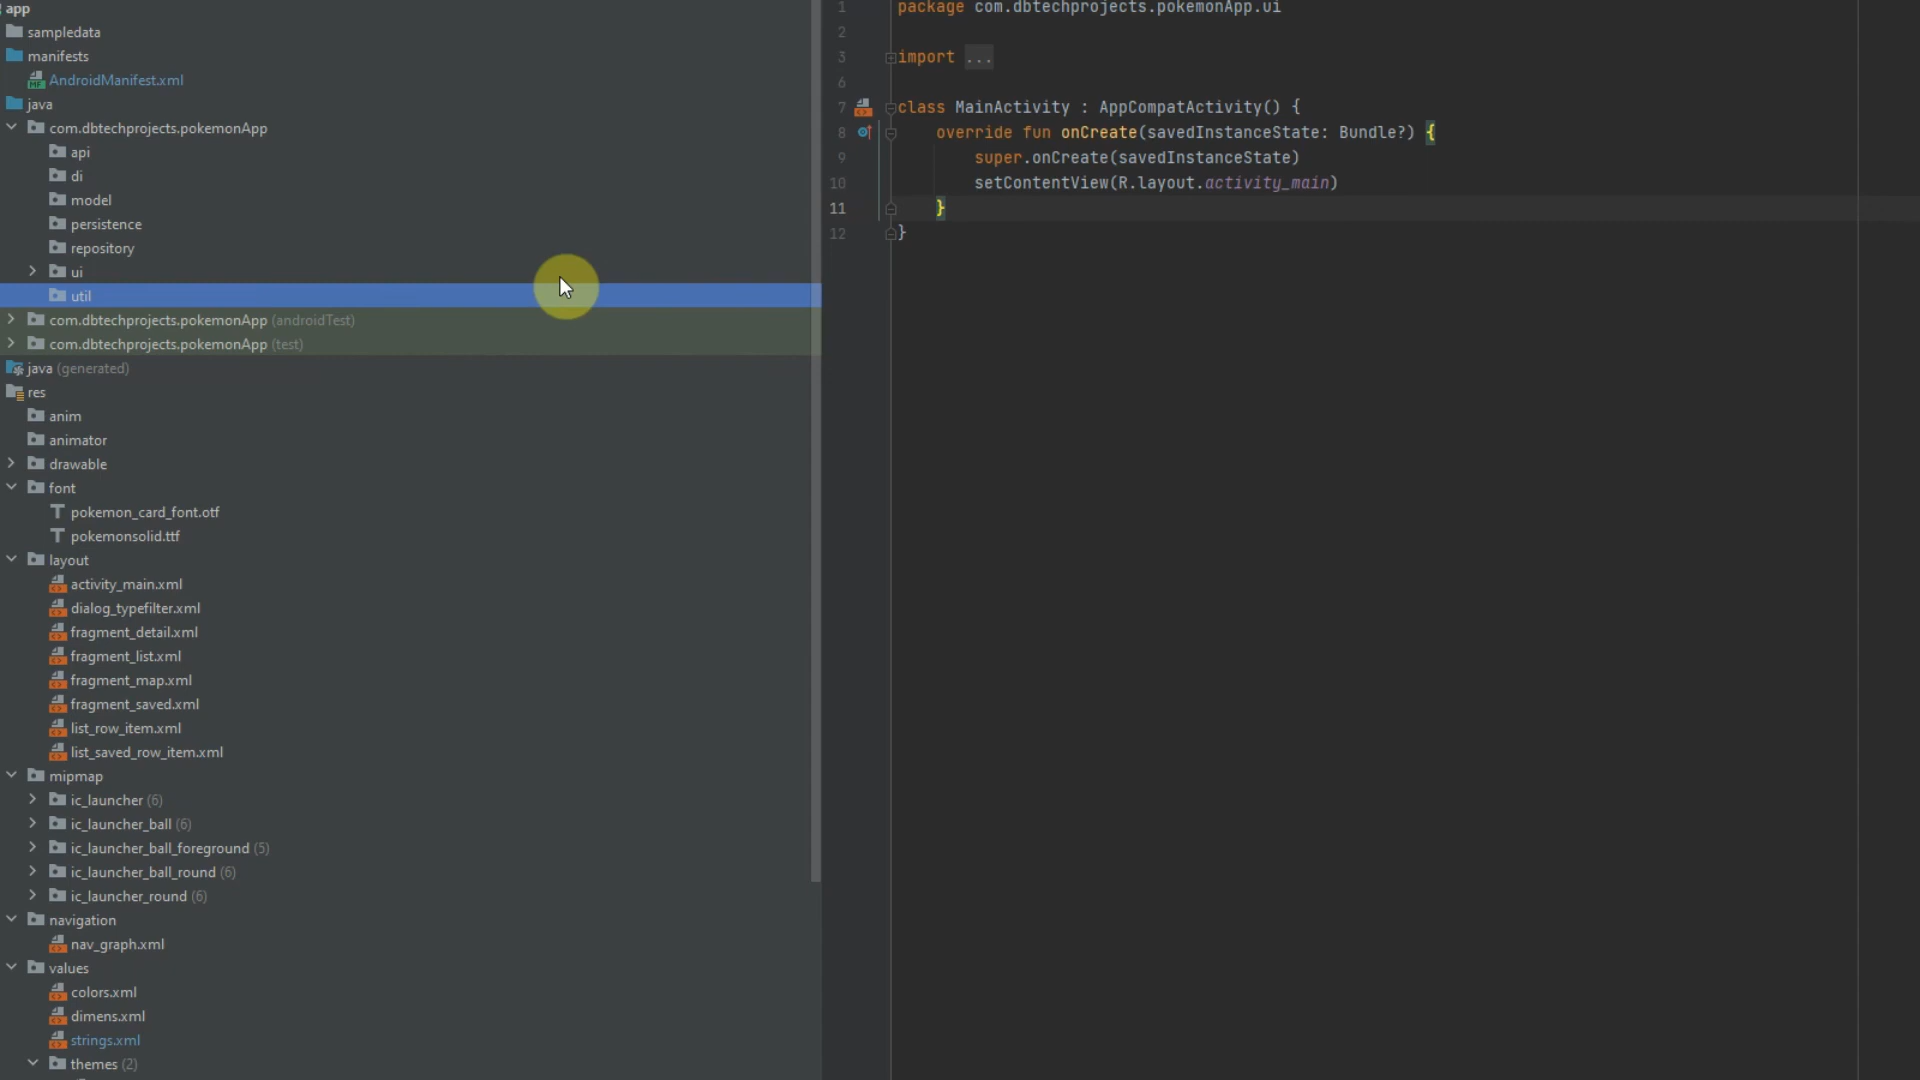 app
sampledata
manifests
AndroidManifest.xml
java
com.dbtechprojects.pokemonApp
api
di
model
persistence
repository
ui
util
com.dbtechprojects.pokemonApp (androidTest)
com.dbtechprojects.pokemonApp (test)
java (generated)
res
anim
animator
drawable
font
pokemon_card_font.otf
pokemonsolid.ttf
layout
activity_main.xml
dialog_typefilter.xml
fragment_detail.xml
fragment_list.xml
fragment_map.xml
fragment_saved.xml
list_row_item.xml
list_saved_row_item.xml
mipmap
ic_launcher (6)
ic_launcher_ball (6)
ic_launcher_ball_foreground (5)
ic_launcher_ball_round (6)
ic_launcher_round (6)
navigation
nav_graph.xml
values
colors.xml
dimens.xml
strings.xml
themes (2)
1 package com.dbtechprojects.pokemonApp.ui
2
3 import ...
6
7 class MainActivity : AppCompatActivity() {
8 override fun onCreate(savedInstanceState: Bundle?) {
9 super.onCreate(savedInstanceState)
10 setContentView(R.layout.activity_main)
11 }
12 }